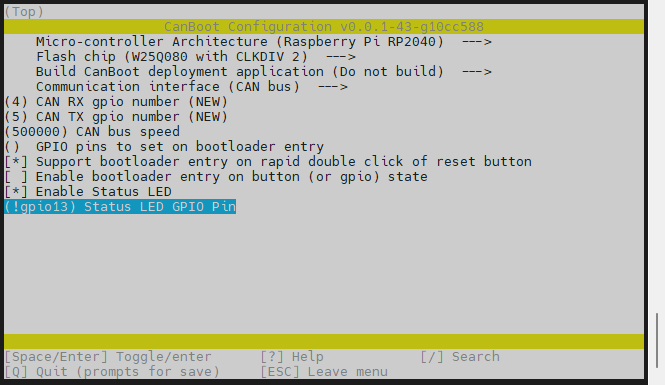 (Top)
CanBoot Configuration v0.0.1-43-g10cc588
Micro-controller Architecture (Raspberry Pi RP2040)  --->
Flash chip (W25Q080 with CLKDIV 2)  --->
Build CanBoot deployment application (Do not build)  --->
Communication interface (CAN bus)  --->
(4) CAN RX gpio number (NEW)
(5) CAN TX gpio number (NEW)
(500000) CAN bus speed
()  GPIO pins to set on bootloader entry
[*] Support bootloader entry on rapid double click of reset button
[ ] Enable bootloader entry on button (or gpio) state
[*] Enable Status LED
(!gpio13) Status LED GPIO Pin
[Space/Enter] Toggle/enter      [?] Help            [/] Search
[Q] Quit (prompts for save)     [ESC] Leave menu